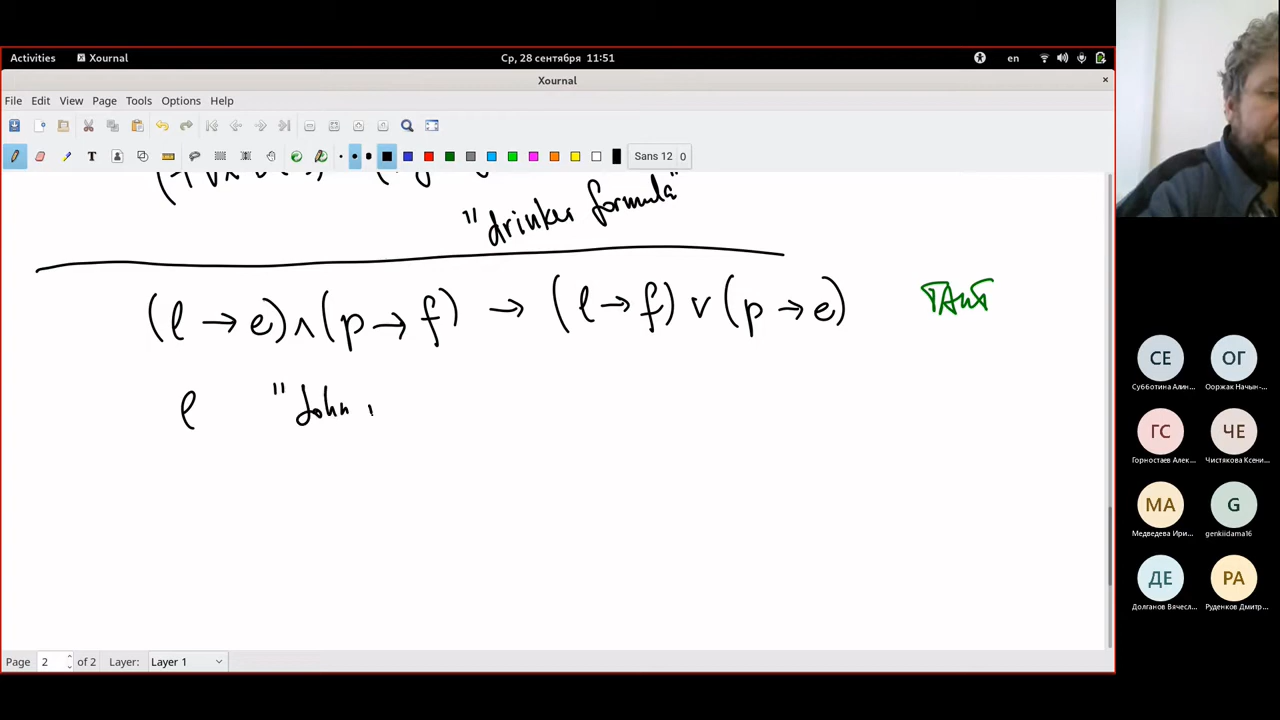 Activities Xournal Ср, 28 сентября 11:51 en
Xournal ×
File Edit View Page Tools Options Help
T Sans 12 0
"drinker formula"
(l → e) ∧ (p → f) → (l → f) ∨ (p → e)
l "John
Page 2 of 2 Layer: Layer 1
СЕ ОГ
Субботина Алин... Ооржак Начын-...
ГС ЧЕ
Горностаев Алек... Чистякова Ксени...
МА G
Медведева Ири... genkiidama16
ДЕ РА
Долганов Вячесл... Руденков Дмитр...